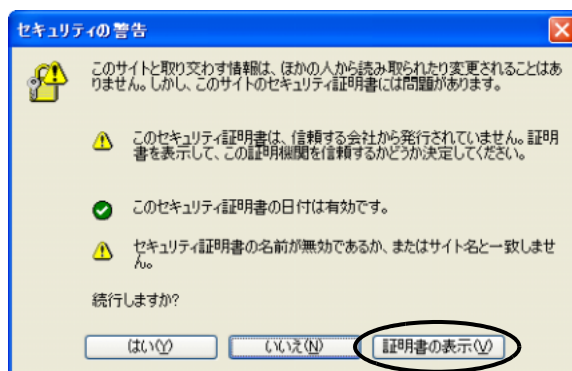 セキュリティの警告
このサイトと取り交わす情報は、ほかの人から読み取られたり変更されることはあ
りません。しかし、このサイトのセキュリティ証明書には問題があります。
このセキュリティ証明書は、信頼する会社から発行されていません。証明
書を表示して、この証明機関を信頼するかどうか決定してください。
このセキュリティ証明書の日付は有効です。
セキュリティ証明書の名前が無効であるか、またはサイト名と一致しませ
ん。
続行しますか?
はい(Y) いいえ(N) 証明書の表示(V)